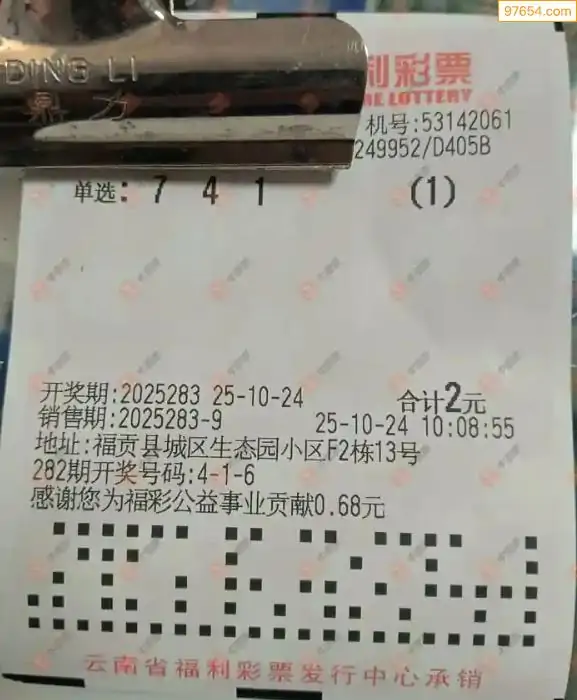 97654.com
DING LI
鼎力
利彩票
LOTTERY
机号:53142061
249952/D405B
单选: 7 4 1 (1)
开奖期:2025283 25-10-24 合计2元
销售期:2025283-9 25-10-24 10:08:55
地址:福贡县城区生态园小区F2栋13号
282期开奖号码:4-1-6
感谢您为福彩公益事业贡献0.68元
云南省福利彩票发行中心承销